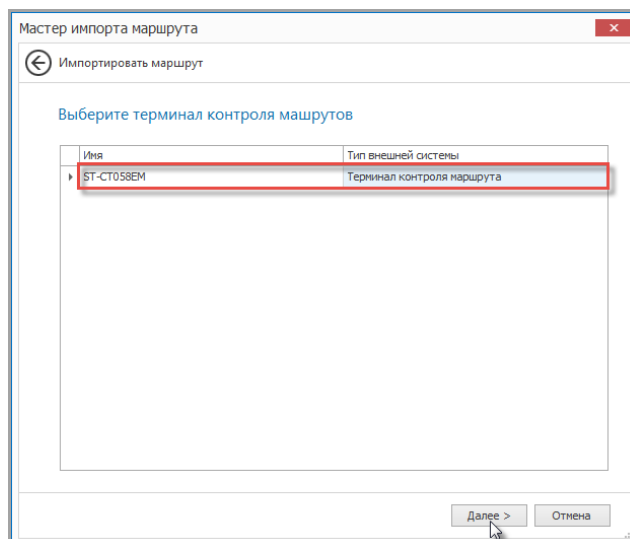 Мастер импорта маршрута
Импортировать маршрут
Выберите терминал контроля машрутов
Имя Тип внешней системы
ST-CT058EM Терминал контроля маршрута
Далее > Отмена